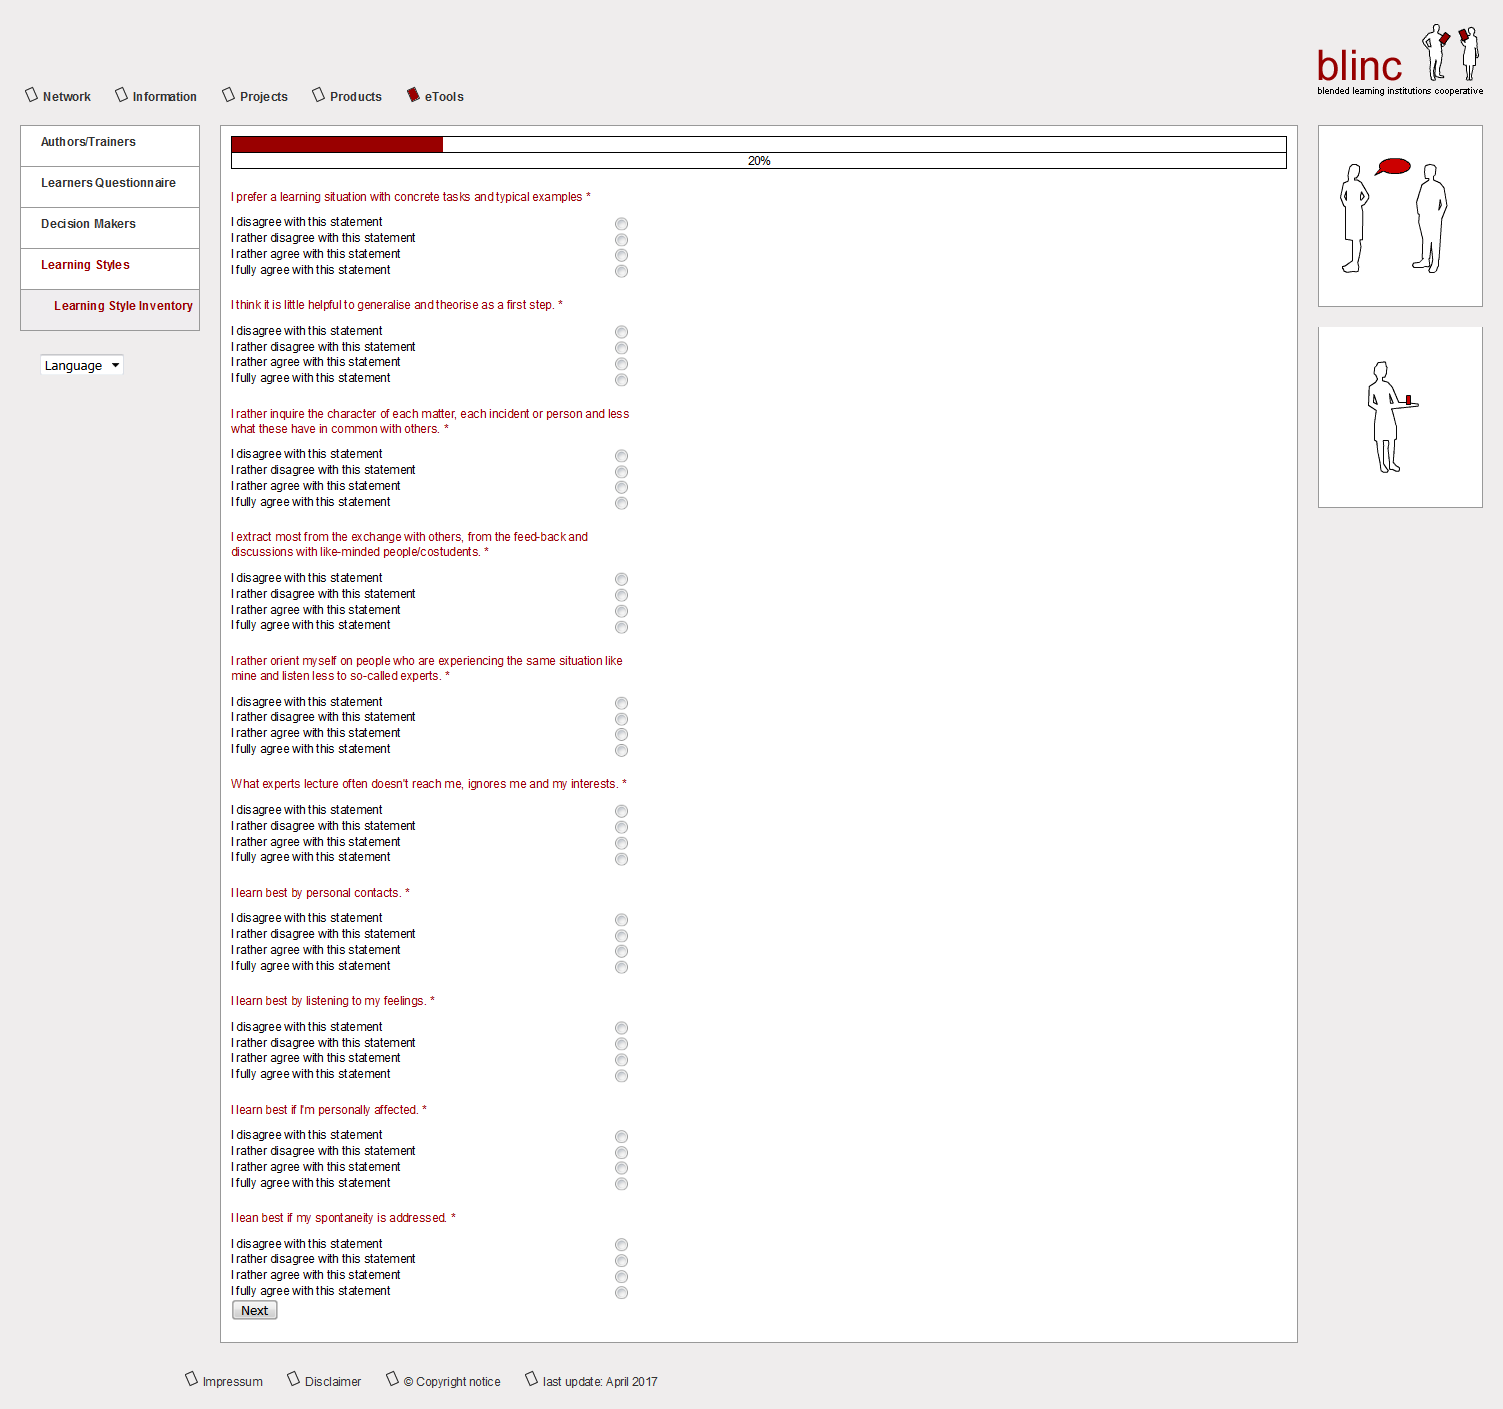 blinc
blended learning institutions cooperative
Network
Information
Projects
Products
eTools
Authors/Trainers
Learners Questionnaire
Decision Makers
Learning Styles
Learning Style Inventory
Language
20%
I prefer a learning situation with concrete tasks and typical examples *
I disagree with this statement
I rather disagree with this statement
I rather agree with this statement
I fully agree with this statement
I think it is little helpful to generalise and theorise as a first step. *
I disagree with this statement
I rather disagree with this statement
I rather agree with this statement
I fully agree with this statement
I rather inquire the character of each matter, each incident or person and less
what these have in common with others. *
I disagree with this statement
I rather disagree with this statement
I rather agree with this statement
I fully agree with this statement
I extract most from the exchange with others, from the feed-back and
discussions with like-minded people/costudents. *
I disagree with this statement
I rather disagree with this statement
I rather agree with this statement
I fully agree with this statement
I rather orient myself on people who are experiencing the same situation like
mine and listen less to so-called experts. *
I disagree with this statement
I rather disagree with this statement
I rather agree with this statement
I fully agree with this statement
What experts lecture often doesn't reach me, ignores me and my interests. *
I disagree with this statement
I rather disagree with this statement
I rather agree with this statement
I fully agree with this statement
I learn best by personal contacts. *
I disagree with this statement
I rather disagree with this statement
I rather agree with this statement
I fully agree with this statement
I learn best by listening to my feelings. *
I disagree with this statement
I rather disagree with this statement
I rather agree with this statement
I fully agree with this statement
I learn best if I'm personally affected. *
I disagree with this statement
I rather disagree with this statement
I rather agree with this statement
I fully agree with this statement
I lean best if my spontaneity is addressed. *
I disagree with this statement
I rather disagree with this statement
I rather agree with this statement
I fully agree with this statement
Next
Impressum
Disclaimer
© Copyright notice
last update: April 2017